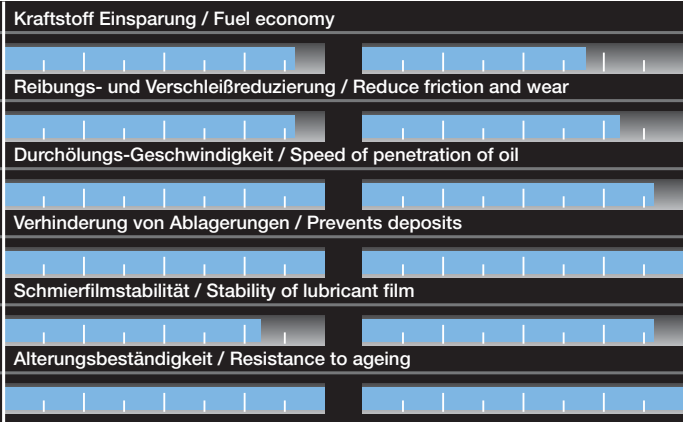 Kraftstoff Einsparung / Fuel economy
Reibungs- und Verschleißreduzierung / Reduce friction and wear
Durchölungs-Geschwindigkeit / Speed of penetration of oil
Verhinderung von Ablagerungen / Prevents deposits
Schmierfilmstabilität / Stability of lubricant film
Alterungsbeständigkeit / Resistance to ageing